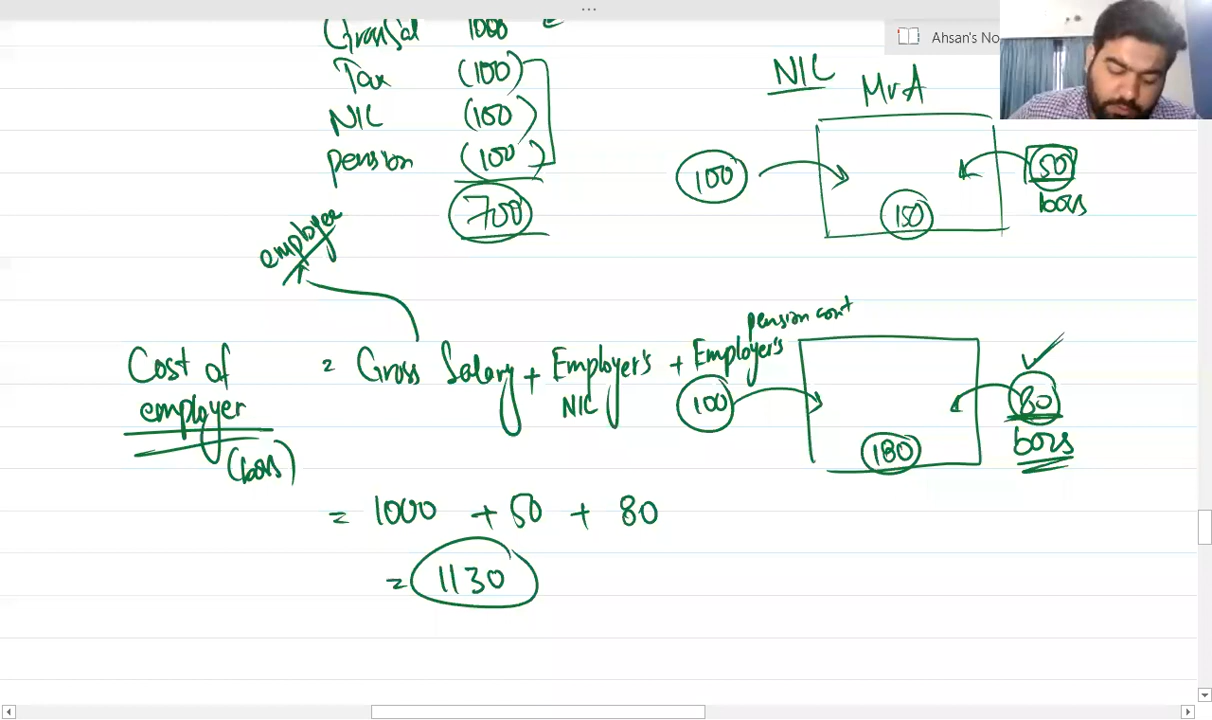 Gross Sal 1000
Ahsan's No
Tax (100)
NIC (100)
pension (100)
700
NIC
Mr A
100
150
50
boss
employee
Cost of employer (boss)
= Gross Salary + Employer's NIC + Employer's pension cont
100
180
80
boss
= 1000 + 50 + 80
= 1130